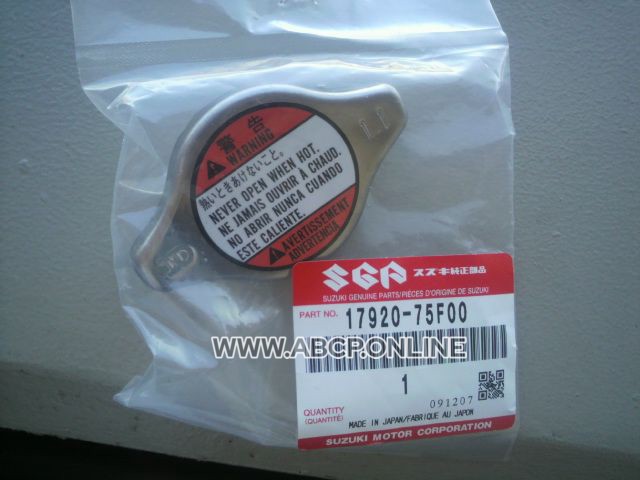 警告
WARNING
熱いときあけないこと。
NEVER OPEN WHEN HOT.
NE JAMAIS OUVRIR À CHAUD.
NO ABRIR NUNCA CUANDO
ESTE CALIENTE.
AVERTISSEMENT
ADVERTENCIA
SGP スズキ純正部品
SUZUKI GENUINE PARTS/PIÈCES D'ORIGINE DE SUZUKI
PART NO. 17920-75F00
WWW.ABCP.ONLINE
1
091207
QUANTITY
(QUANTITÉ)
MADE IN JAPAN/FABRIQUE AU JAPON
SUZUKI MOTOR CORPORATION